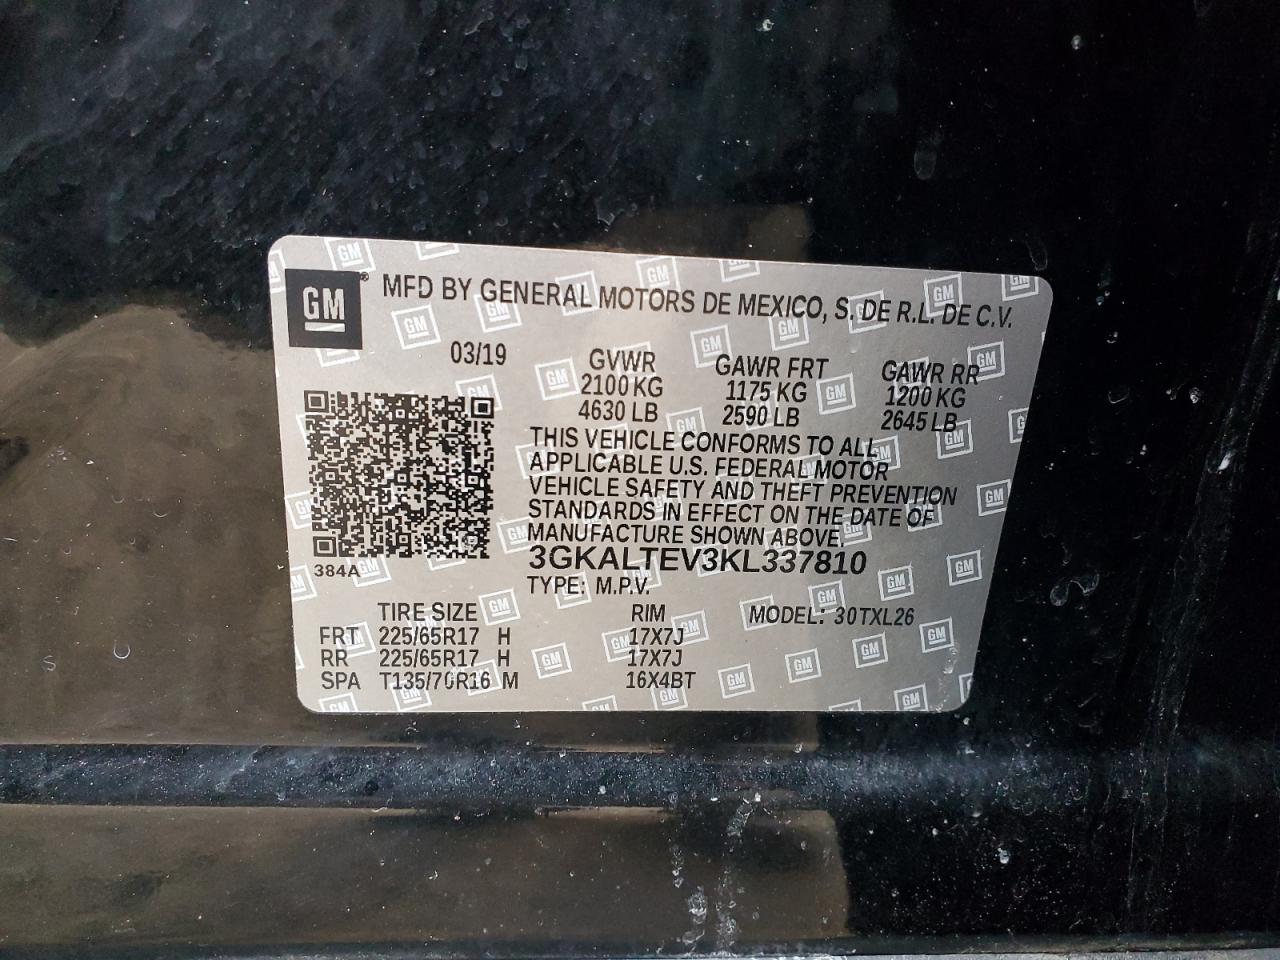 GM ® MFD BY GENERAL MOTORS DE MEXICO, S. DE R.L. DE C.V.
03/19 GVWR GAWR FRT GAWR RR
2100 KG 1175 KG 1200 KG
4630 LB 2590 LB 2645 LB
THIS VEHICLE CONFORMS TO ALL
APPLICABLE U.S. FEDERAL MOTOR
VEHICLE SAFETY AND THEFT PREVENTION
STANDARDS IN EFFECT ON THE DATE OF
MANUFACTURE SHOWN ABOVE.
384A
3GKALTEV3KL337810
TYPE: M.P.V.
TIRE SIZE RIM MODEL: 30TXL26
FRT 225/65R17 H 17X7J
RR 225/65R17 H 17X7J
SPA T135/70R16 M 16X4BT